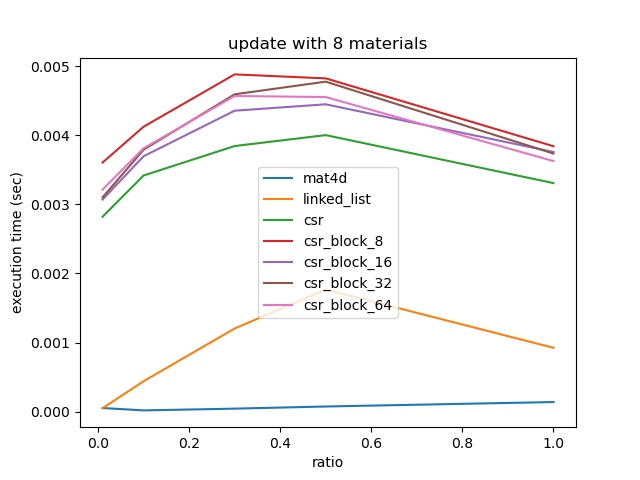 update with 8 materials
0.005
0.004
0.003
0.002
0.001
0.000
execution time (sec)
mat4d
linked_list
csr
csr_block_8
csr_block_16
csr_block_32
csr_block_64
0.0 0.2 0.4 0.6 0.8 1.0
ratio